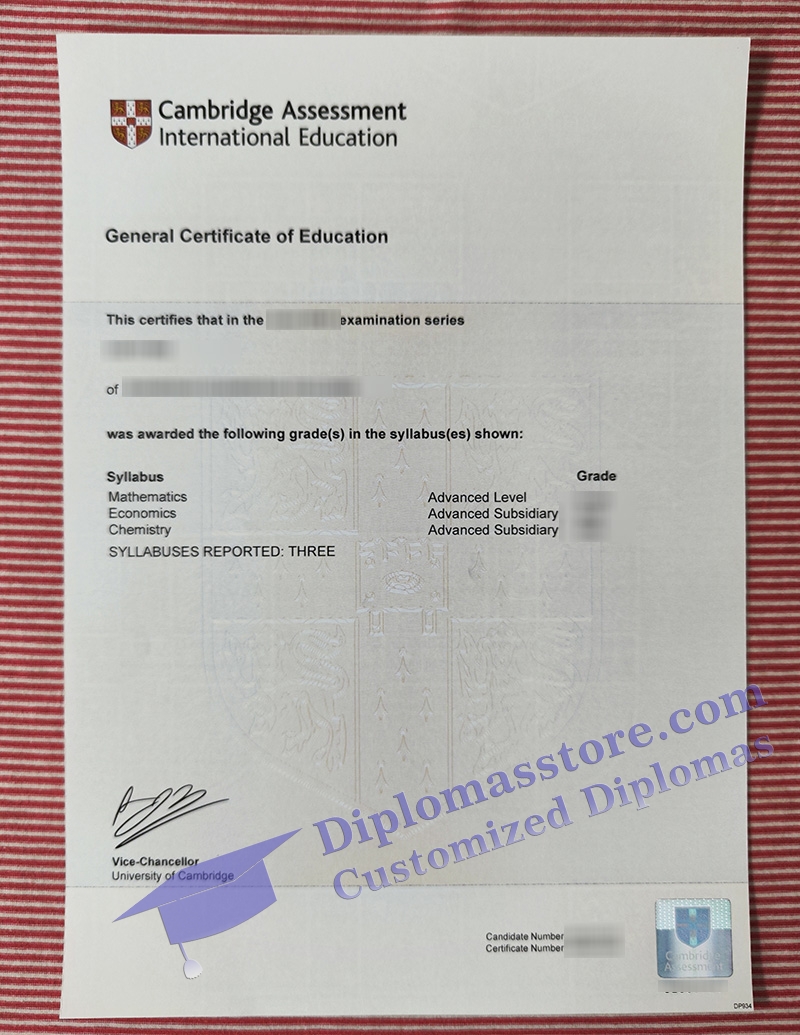 Cambridge Assessment
International Education
General Certificate of Education
This certifies that in the examination series
of
was awarded the following grade(s) in the syllabus(es) shown:
Syllabus Grade
Mathematics Advanced Level
Economics Advanced Subsidiary
Chemistry Advanced Subsidiary
SYLLABUSES REPORTED: THREE
Diplomasstore.com
Customized Diplomas
Vice-Chancellor
University of Cambridge
Candidate Number
Certificate Number
Cambridge
Assessment
DP934